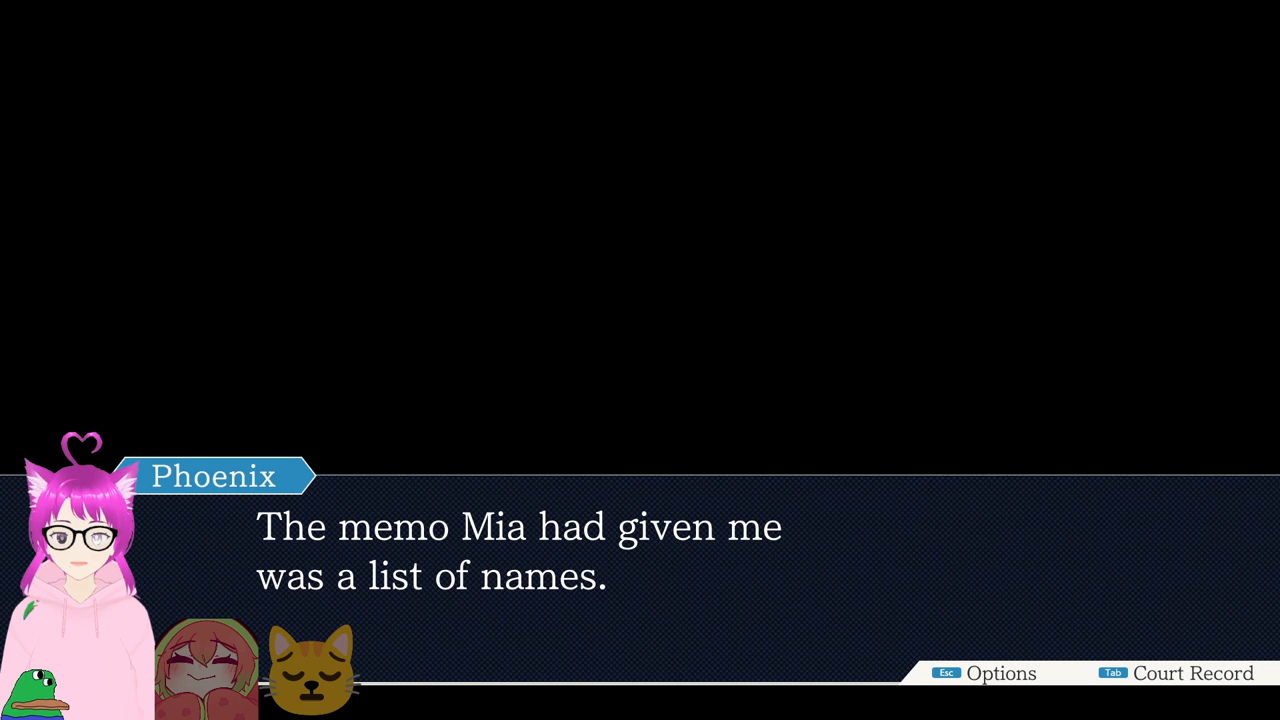 Phoenix
The memo Mia had given me
was a list of names.
Esc Options Tab Court Record